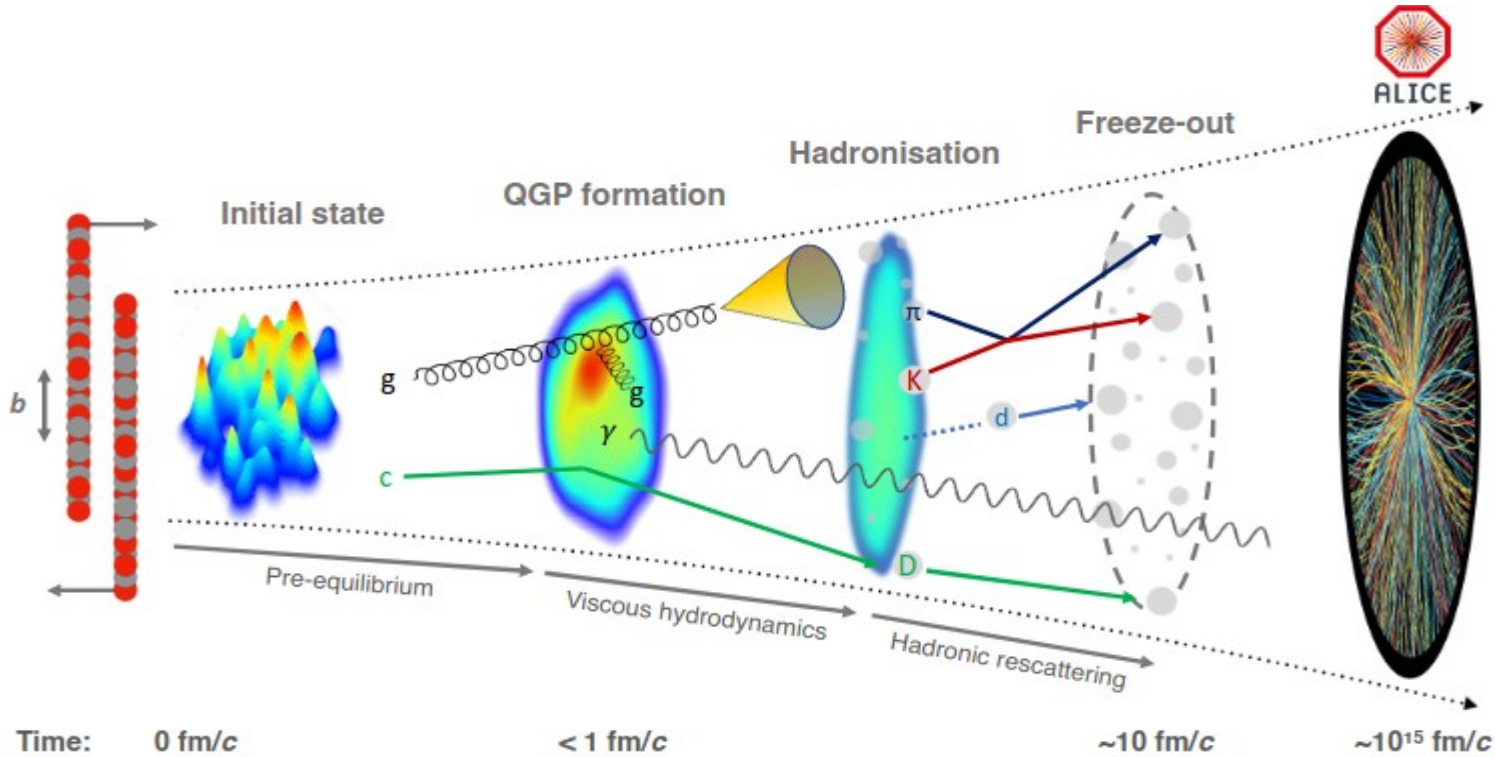 ALICE
Freeze-out
Hadronisation
QGP formation
Initial state
π
g
K
g
b
d
γ
c
D
Pre-equilibrium
Viscous hydrodynamics
Hadronic rescattering
Time: 0 fm/c < 1 fm/c ~10 fm/c ~10¹⁵ fm/c